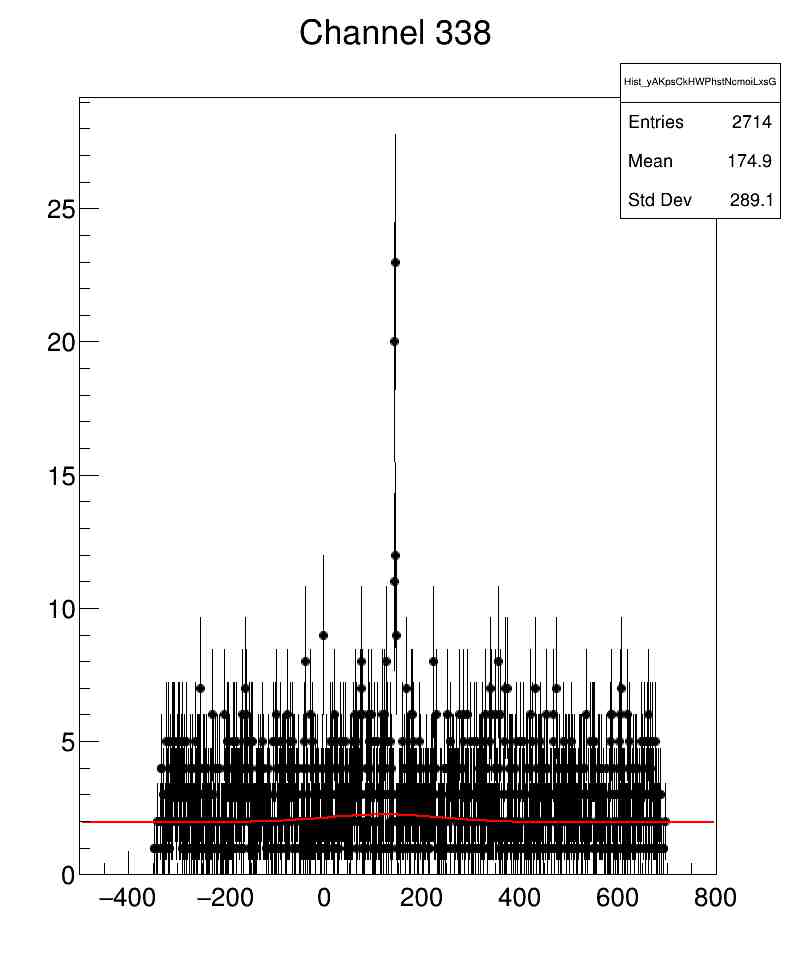 Channel 338
Hist_yAKpsCkHWPhstNcmoiLxsG
Entries 2714
Mean 174.9
Std Dev 289.1
25
20
15
10
5
0
−400 −200 0 200 400 600 800